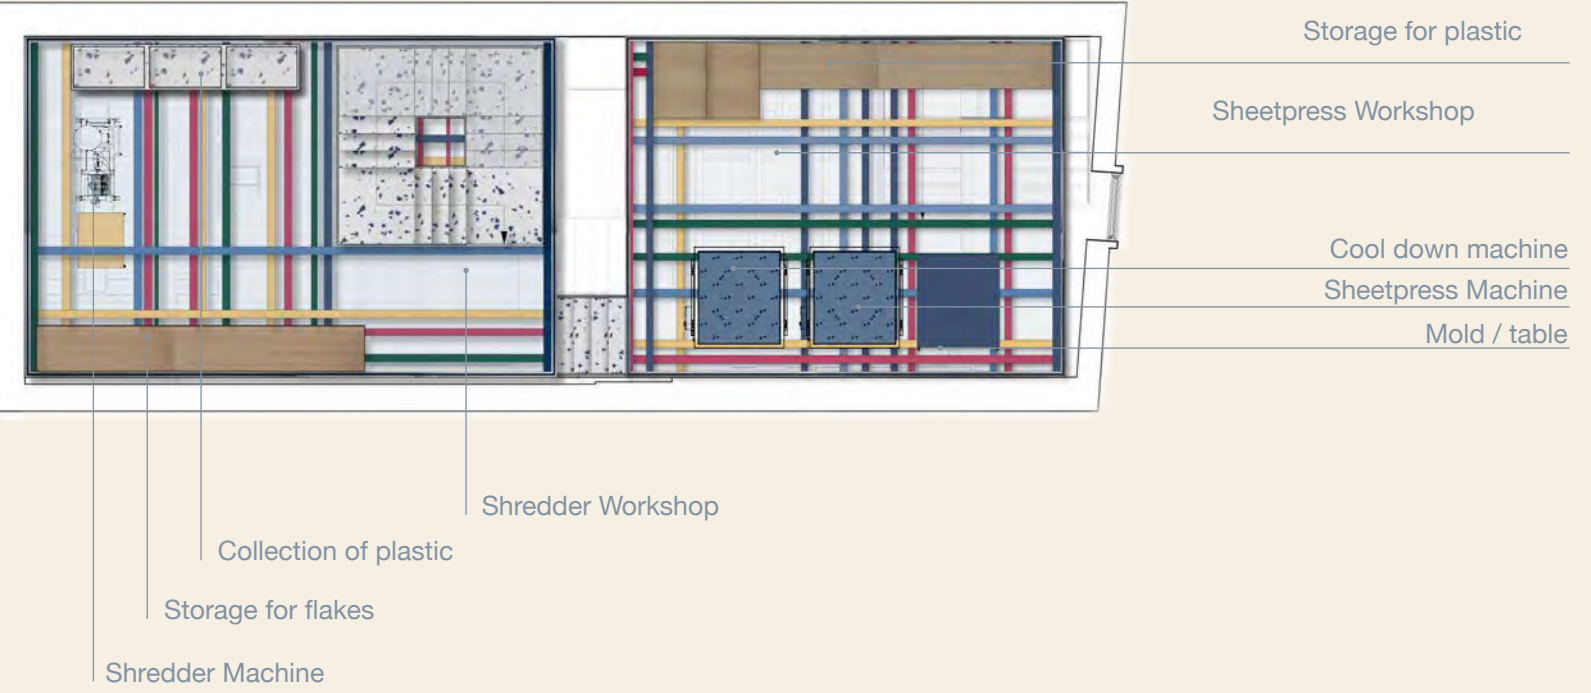 Storage for plastic
Sheetpress Workshop
Cool down machine
Sheetpress Machine
Mold / table
Shredder Workshop
Collection of plastic
Storage for flakes
Shredder Machine